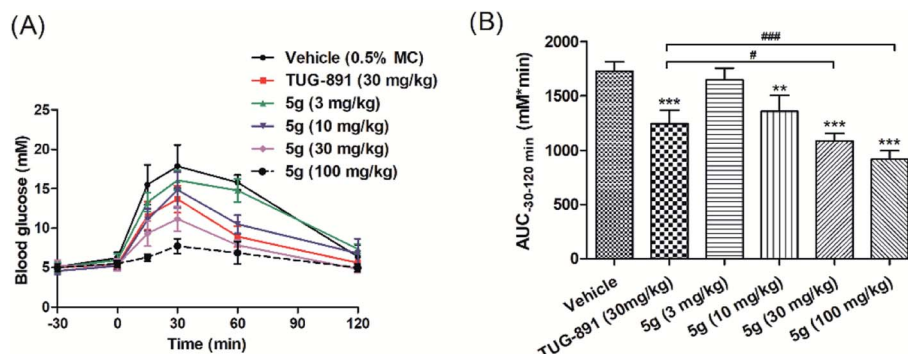 (A)
Vehicle (0.5% MC)
TUG-891 (30 mg/kg)
5g (3 mg/kg)
5g (10 mg/kg)
5g (30 mg/kg)
5g (100 mg/kg)
Blood glucose (mM)
25
20
15
10
5
0
-30
0
30
60
90
120
Time (min)
(B)
AUC-30-120 min (mM*min)
2000
1500
1000
500
0
###
#
***
**
***
***
Vehicle
TUG-891 (30mg/kg)
5g (3 mg/kg)
5g (10 mg/kg)
5g (30 mg/kg)
5g (100 mg/kg)